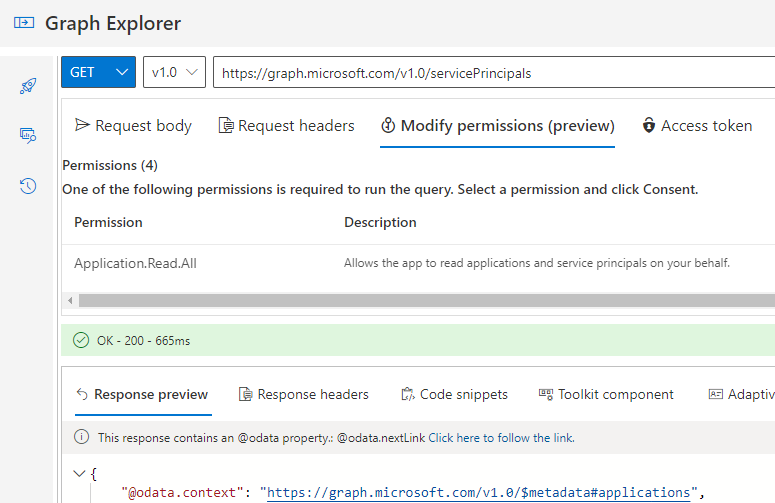 Graph Explorer
GET v1.0 https://graph.microsoft.com/v1.0/servicePrincipals
Request body Request headers Modify permissions (preview) Access token
Permissions (4)
One of the following permissions is required to run the query. Select a permission and click Consent.
Permission Description
Application.Read.All Allows the app to read applications and service principals on your behalf.
OK - 200 - 665ms
Response preview Response headers Code snippets Toolkit component Adaptiv
This response contains an @odata property.: @odata.nextLink Click here to follow the link.
{
"@odata.context": "https://graph.microsoft.com/v1.0/$metadata#applications",